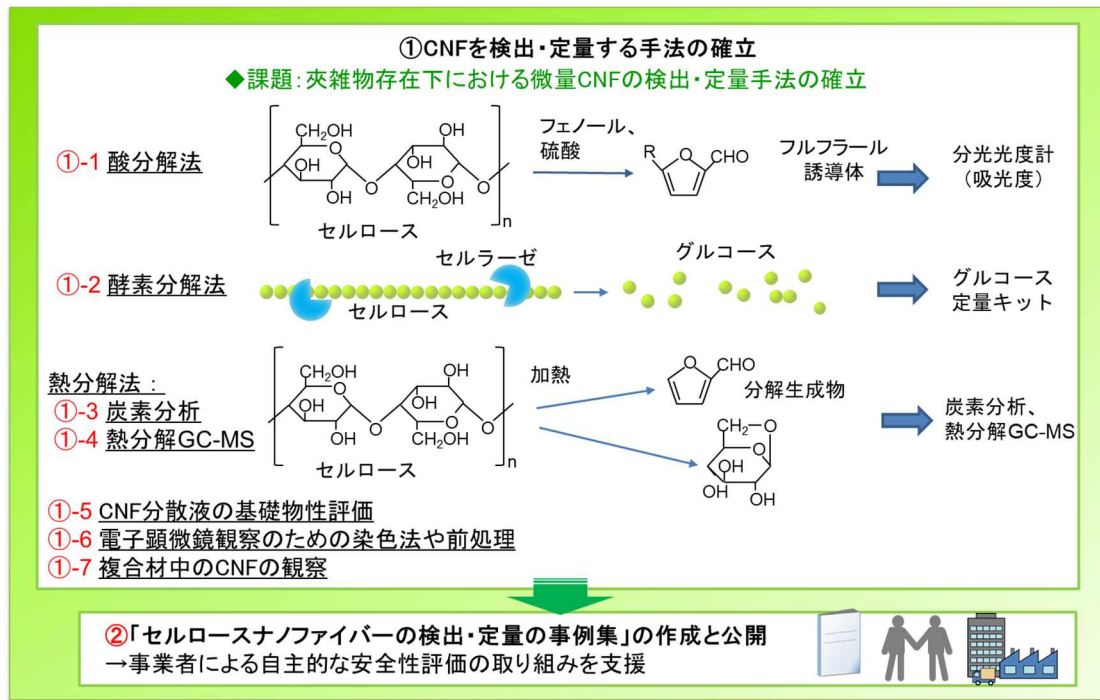 ①CNFを検出・定量する手法の確立
◆課題：夾雑物存在下における微量CNFの検出・定量手法の確立
①-1 酸分解法
CH2OH
OH
OH
O
OH
OH
O
OH
CH2OH
O
O
n
セルロース
フェノール、
硫酸
R
O
CHO
フルフラール
誘導体
分光光度計
（吸光度）
①-2 酵素分解法
セルラーゼ
セルロース
グルコース
グルコース
定量キット
熱分解法：
①-3 炭素分析
①-4 熱分解GC-MS
CH2OH
OH
OH
O
OH
OH
O
OH
CH2OH
O
O
n
セルロース
加熱
O
CHO
分解生成物
CH2-O
O
OH
OH
OH
炭素分析、
熱分解GC-MS
①-5 CNF分散液の基礎物性評価
①-6 電子顕微鏡観察のための染色法や前処理
①-7 複合材中のCNFの観察
②「セルロースナノファイバーの検出・定量の事例集」の作成と公開
→事業者による自主的な安全性評価の取り組みを支援